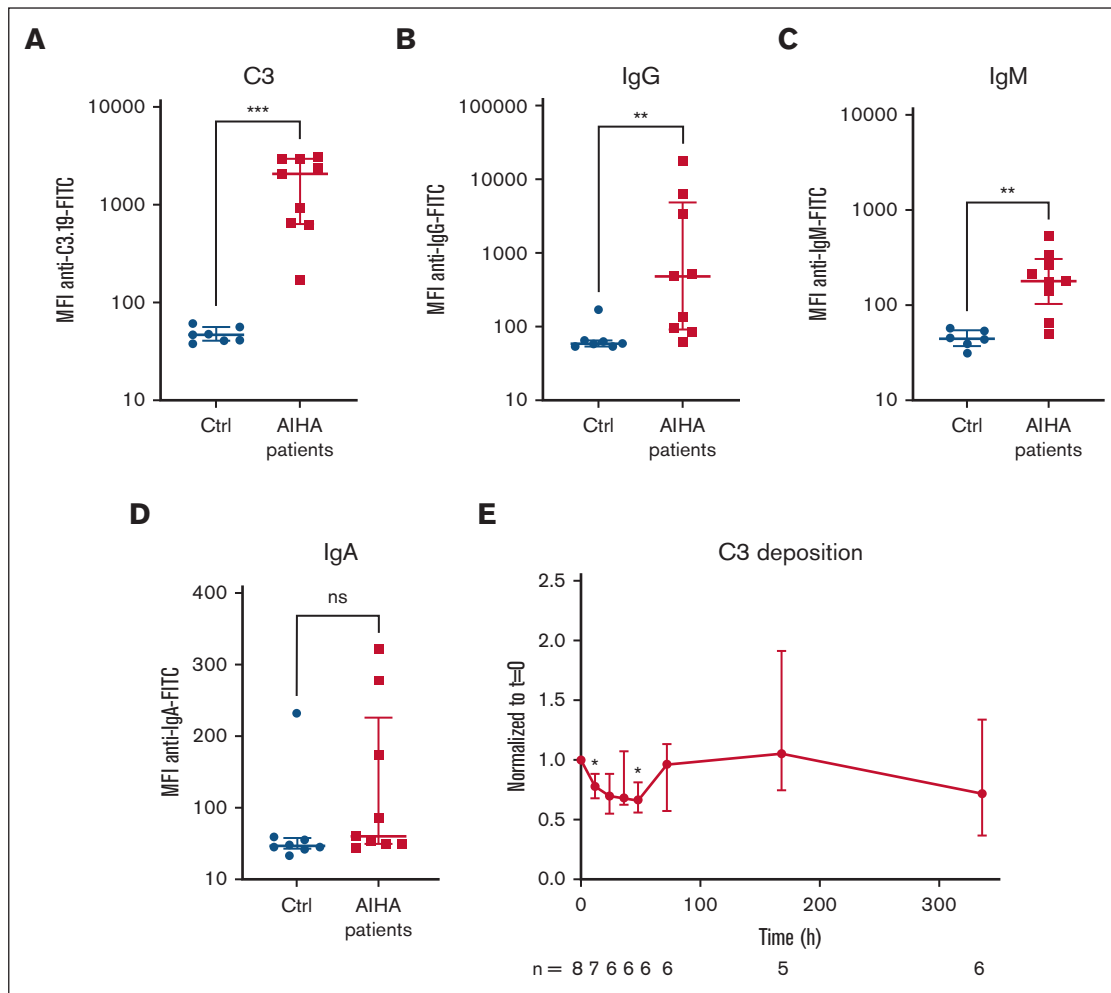 A
C3
10000
1000
100
10
MFI anti-C3.19-FITC
***
Ctrl
AIHA
patients
B
IgG
100000
10000
1000
100
10
MFI anti-IgG-FITC
**
Ctrl
AIHA
patients
C
IgM
10000
1000
100
10
MFI anti-IgM-FITC
**
Ctrl
AIHA
patients
D
IgA
400
300
200
100
10
MFI anti-IgA-FITC
ns
Ctrl
AIHA
patients
E
C3 deposition
2.5
2.0
1.5
1.0
0.5
0.0
Normalized to t=0
*
*
0 100 200 300
Time (h)
n = 8 7 6 6 6 6 5 6